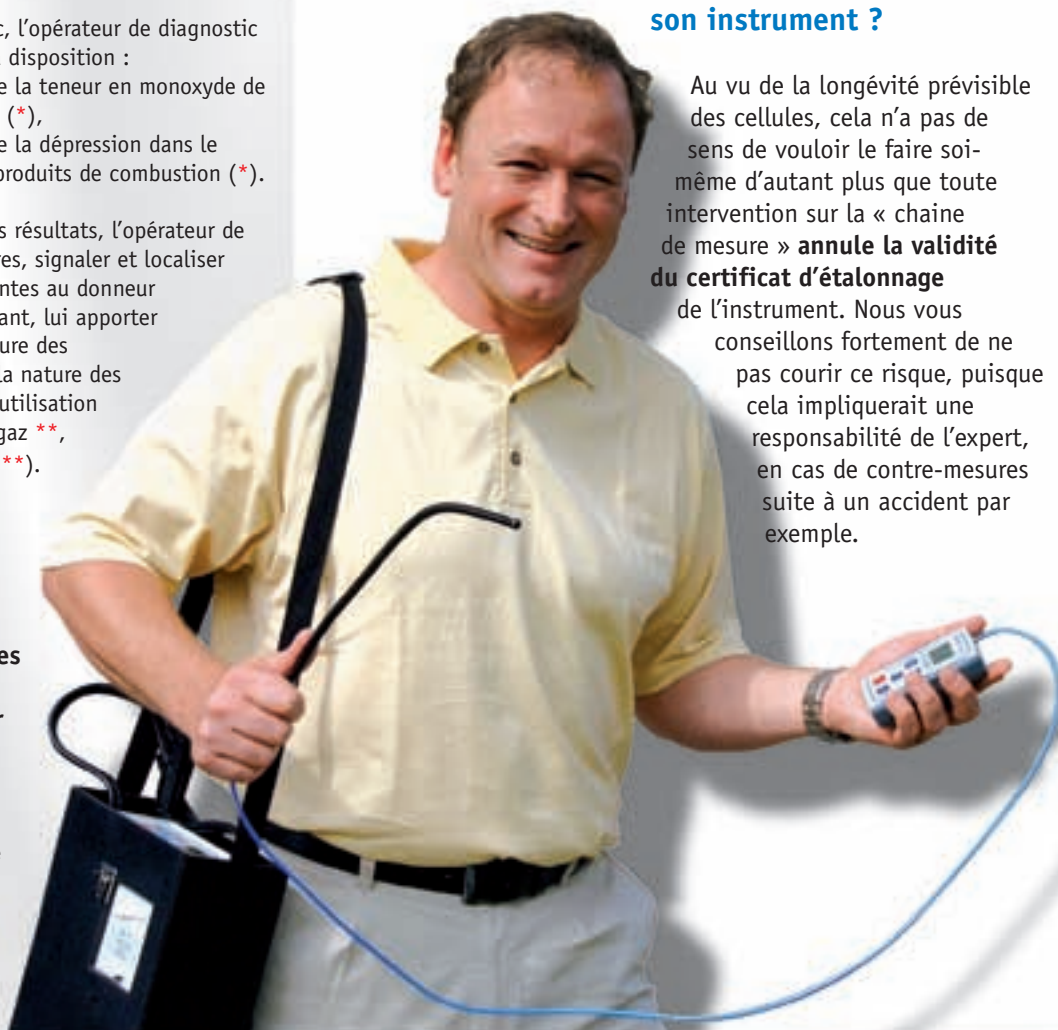 c, l'opérateur de diagnostic
disposition :
e la teneur en monoxyde de
(*),
e la dépression dans le
produits de combustion (*).
s résultats, l'opérateur de
res, signaler et localiser
ntes au donneur
ant, lui apporter
ure des
la nature des
utilisation
gaz **,
**).
es
son instrument ?
Au vu de la longévité prévisible
des cellules, cela n'a pas de
sens de vouloir le faire soi-
même d'autant plus que toute
intervention sur la « chaine
de mesure » annule la validité
du certificat d'étalonnage
de l'instrument. Nous vous
conseillons fortement de ne
pas courir ce risque, puisque
cela impliquerait une
responsabilité de l'expert,
en cas de contre-mesures
suite à un accident par
exemple.